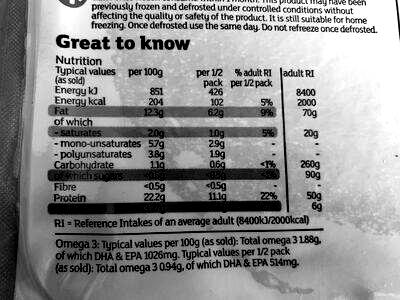 previously frozen and defrosted under controlled conditions without
affecting the quality or safety of the product. It is still suitable for home
freezing. Once defrosted use the same day. Do not refreeze once defrosted.
Great to know
Nutrition
Typical values per 100g per 1/2 % adult RI adult RI
(as sold) pack per 1/2 pack
Energy kJ 851 426 8400
Energy kcal 204 102 5% 2000
Fat 12.3g 6.2g 9% 70g
of which
- saturates 2.0g 1.0g 5% 20g
- mono-unsaturates 5.7g 2.9g - -
- polyunsaturates 3.8g 1.9g - -
Carbohydrate 1.1g 0.6g <1% 260g
of which sugars <0.5g <0.5g <1% 90g
Fibre <0.5g <0.5g - -
Protein 22.2g 11.1g 22% 50g
6g
RI = Reference Intakes of an average adult (8400kJ/2000kcal)
Omega 3: Typical values per 100g (as sold): Total omega 3 1.88g,
of which DHA & EPA 1026mg. Typical values per 1/2 pack
(as sold): Total omega 3 0.94g, of which DHA & EPA 514mg.